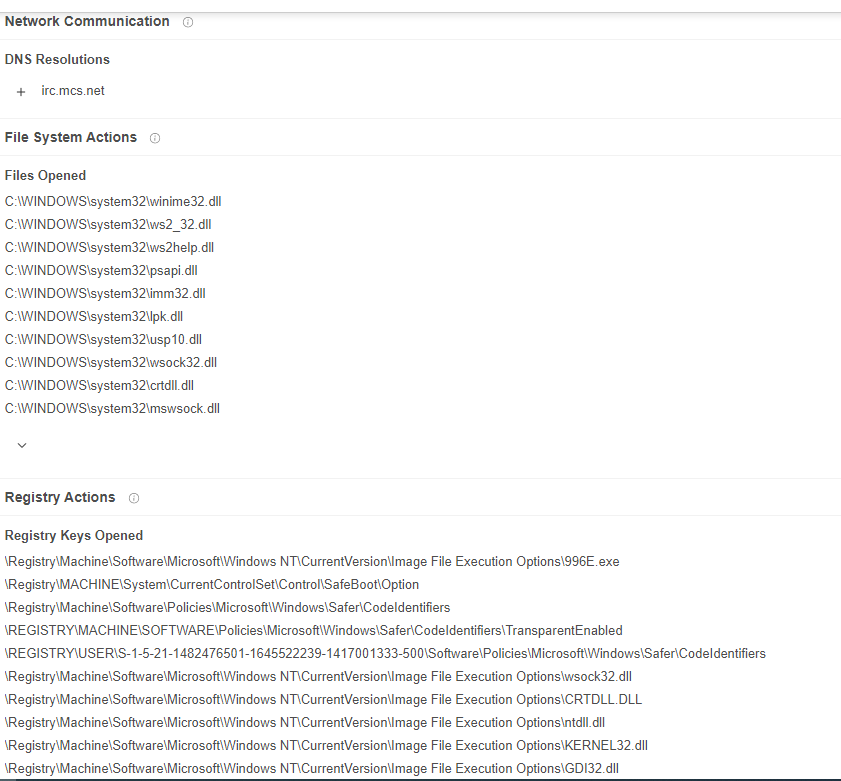 Network Communication
DNS Resolutions
+ irc.mcs.net
File System Actions
Files Opened
C:\WINDOWS\system32\winime32.dll
C:\WINDOWS\system32\ws2_32.dll
C:\WINDOWS\system32\ws2help.dll
C:\WINDOWS\system32\psapi.dll
C:\WINDOWS\system32\imm32.dll
C:\WINDOWS\system32\lpk.dll
C:\WINDOWS\system32\usp10.dll
C:\WINDOWS\system32\wsock32.dll
C:\WINDOWS\system32\crtdll.dll
C:\WINDOWS\system32\mswsock.dll
Registry Actions
Registry Keys Opened
\Registry\Machine\Software\Microsoft\Windows NT\CurrentVersion\Image File Execution Options\996E.exe
\Registry\MACHINE\System\CurrentControlSet\Control\SafeBoot\Option
\Registry\Machine\Software\Policies\Microsoft\Windows\Safer\CodeIdentifiers
\REGISTRY\MACHINE\SOFTWARE\Policies\Microsoft\Windows\Safer\CodeIdentifiers\TransparentEnabled
\REGISTRY\USER\S-1-5-21-1482476501-1645522239-1417001333-500\Software\Policies\Microsoft\Windows\Safer\CodeIdentifiers
\Registry\Machine\Software\Microsoft\Windows NT\CurrentVersion\Image File Execution Options\wsock32.dll
\Registry\Machine\Software\Microsoft\Windows NT\CurrentVersion\Image File Execution Options\CRTDLL.DLL
\Registry\Machine\Software\Microsoft\Windows NT\CurrentVersion\Image File Execution Options\ntdll.dll
\Registry\Machine\Software\Microsoft\Windows NT\CurrentVersion\Image File Execution Options\KERNEL32.dll
\Registry\Machine\Software\Microsoft\Windows NT\CurrentVersion\Image File Execution Options\GDI32.dll